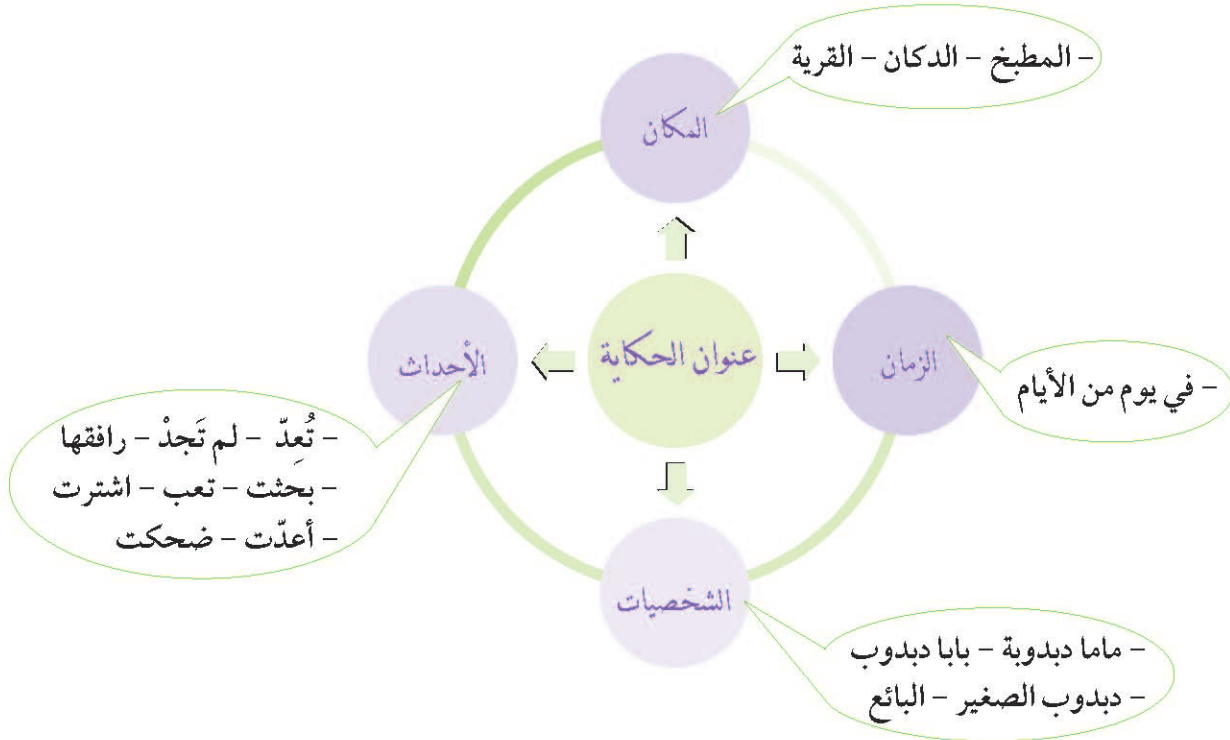 – المطبخ – الدكان – القرية
المكان
عنوان الحكاية
الزمان
– في يوم من الأيام
الأحداث
– تُعِدّ – لم تَجدْ – رافقها
– بحثت – تعب – اشترت
– أعدّت – ضحكت
الشخصيات
– ماما دبدوبة – بابا دبدوب
– دبدوب الصغير – البائع